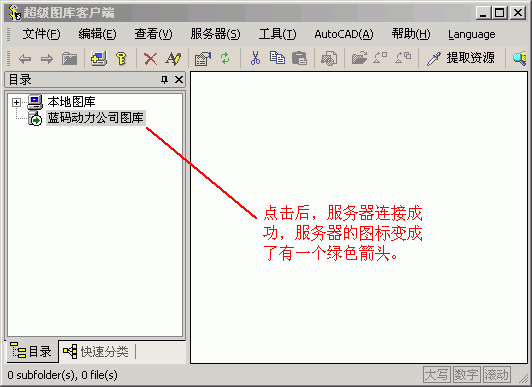 超级图库客户端
文件(F) 编辑(E) 查看(V) 服务器(S) 工具(T) AutoCAD(A) 帮助(H) Language
提取资源
目录
本地图库
蓝码动力公司图库
点击后，服务器连接成
功，服务器的图标变成
了有一个绿色箭头。
目录 快速分类
0 subfolder(s), 0 file(s) 大写 数字 滚动